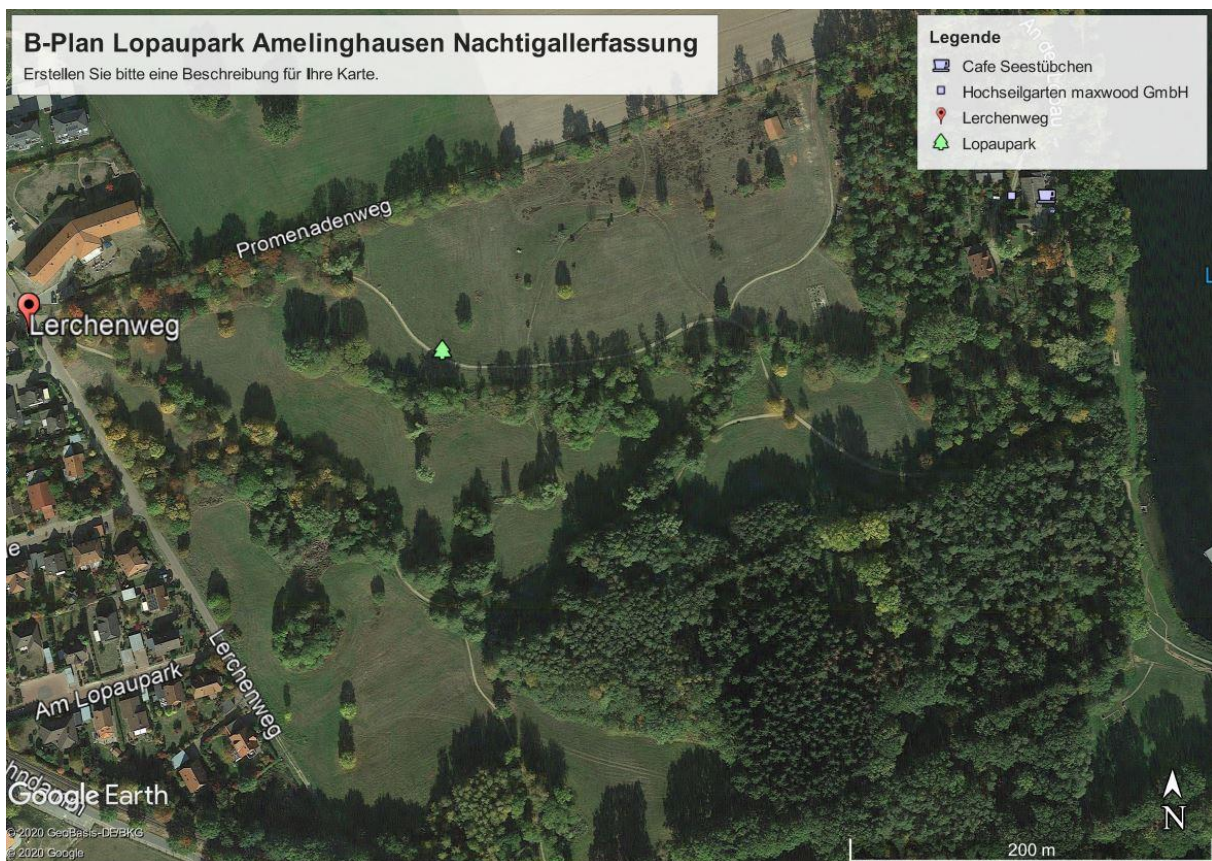 B-Plan Lopaupark Amelinghausen Nachtigallerfassung
Erstellen Sie bitte eine Beschreibung für Ihre Karte.
Legende
Cafe Seestübchen
Hochseilgarten maxwood GmbH
Lerchenweg
Lopaupark
Promenadenweg
Lerchenweg
Lerchenweg
Am Lopaupark
Google Earth
© 2020 GeoBasis-DE/BKG
© 2020 Google
200 m
N